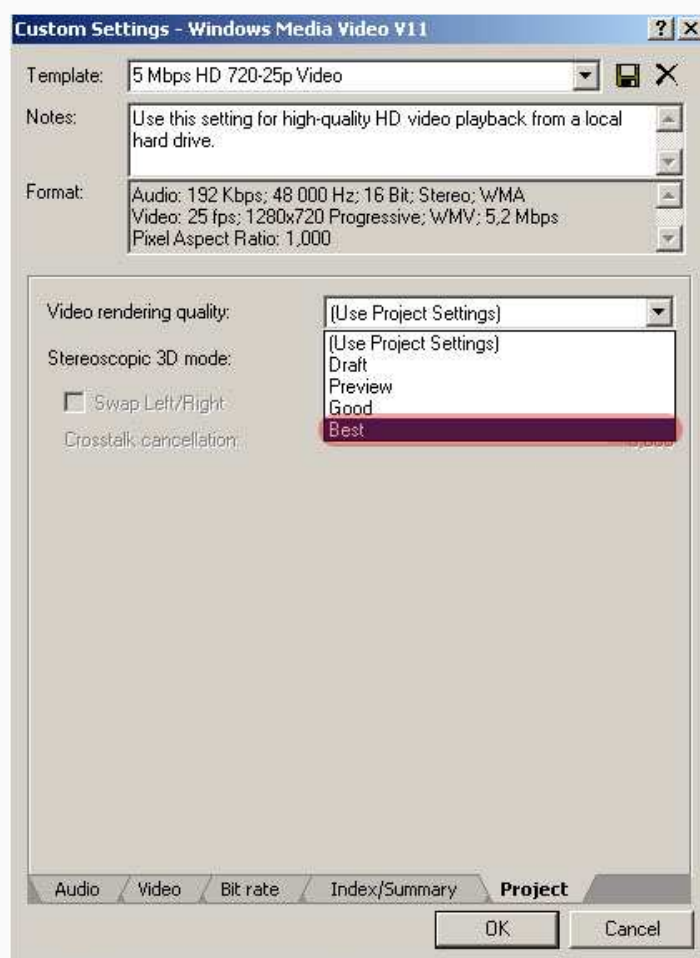 Custom Settings - Windows Media Video V11
Template: 5 Mbps HD 720-25p Video
Notes: Use this setting for high-quality HD video playback from a local
hard drive.
Format: Audio: 192 Kbps; 48 000 Hz; 16 Bit; Stereo; WMA
Video: 25 fps; 1280x720 Progressive; WMV; 5,2 Mbps
Pixel Aspect Ratio: 1,000
Video rendering quality: (Use Project Settings)
(Use Project Settings)
Stereoscopic 3D mode: Draft
Preview
Swap Left/Right Good
Crosstalk cancellation: Best
Audio Video Bit rate Index/Summary Project
OK Cancel